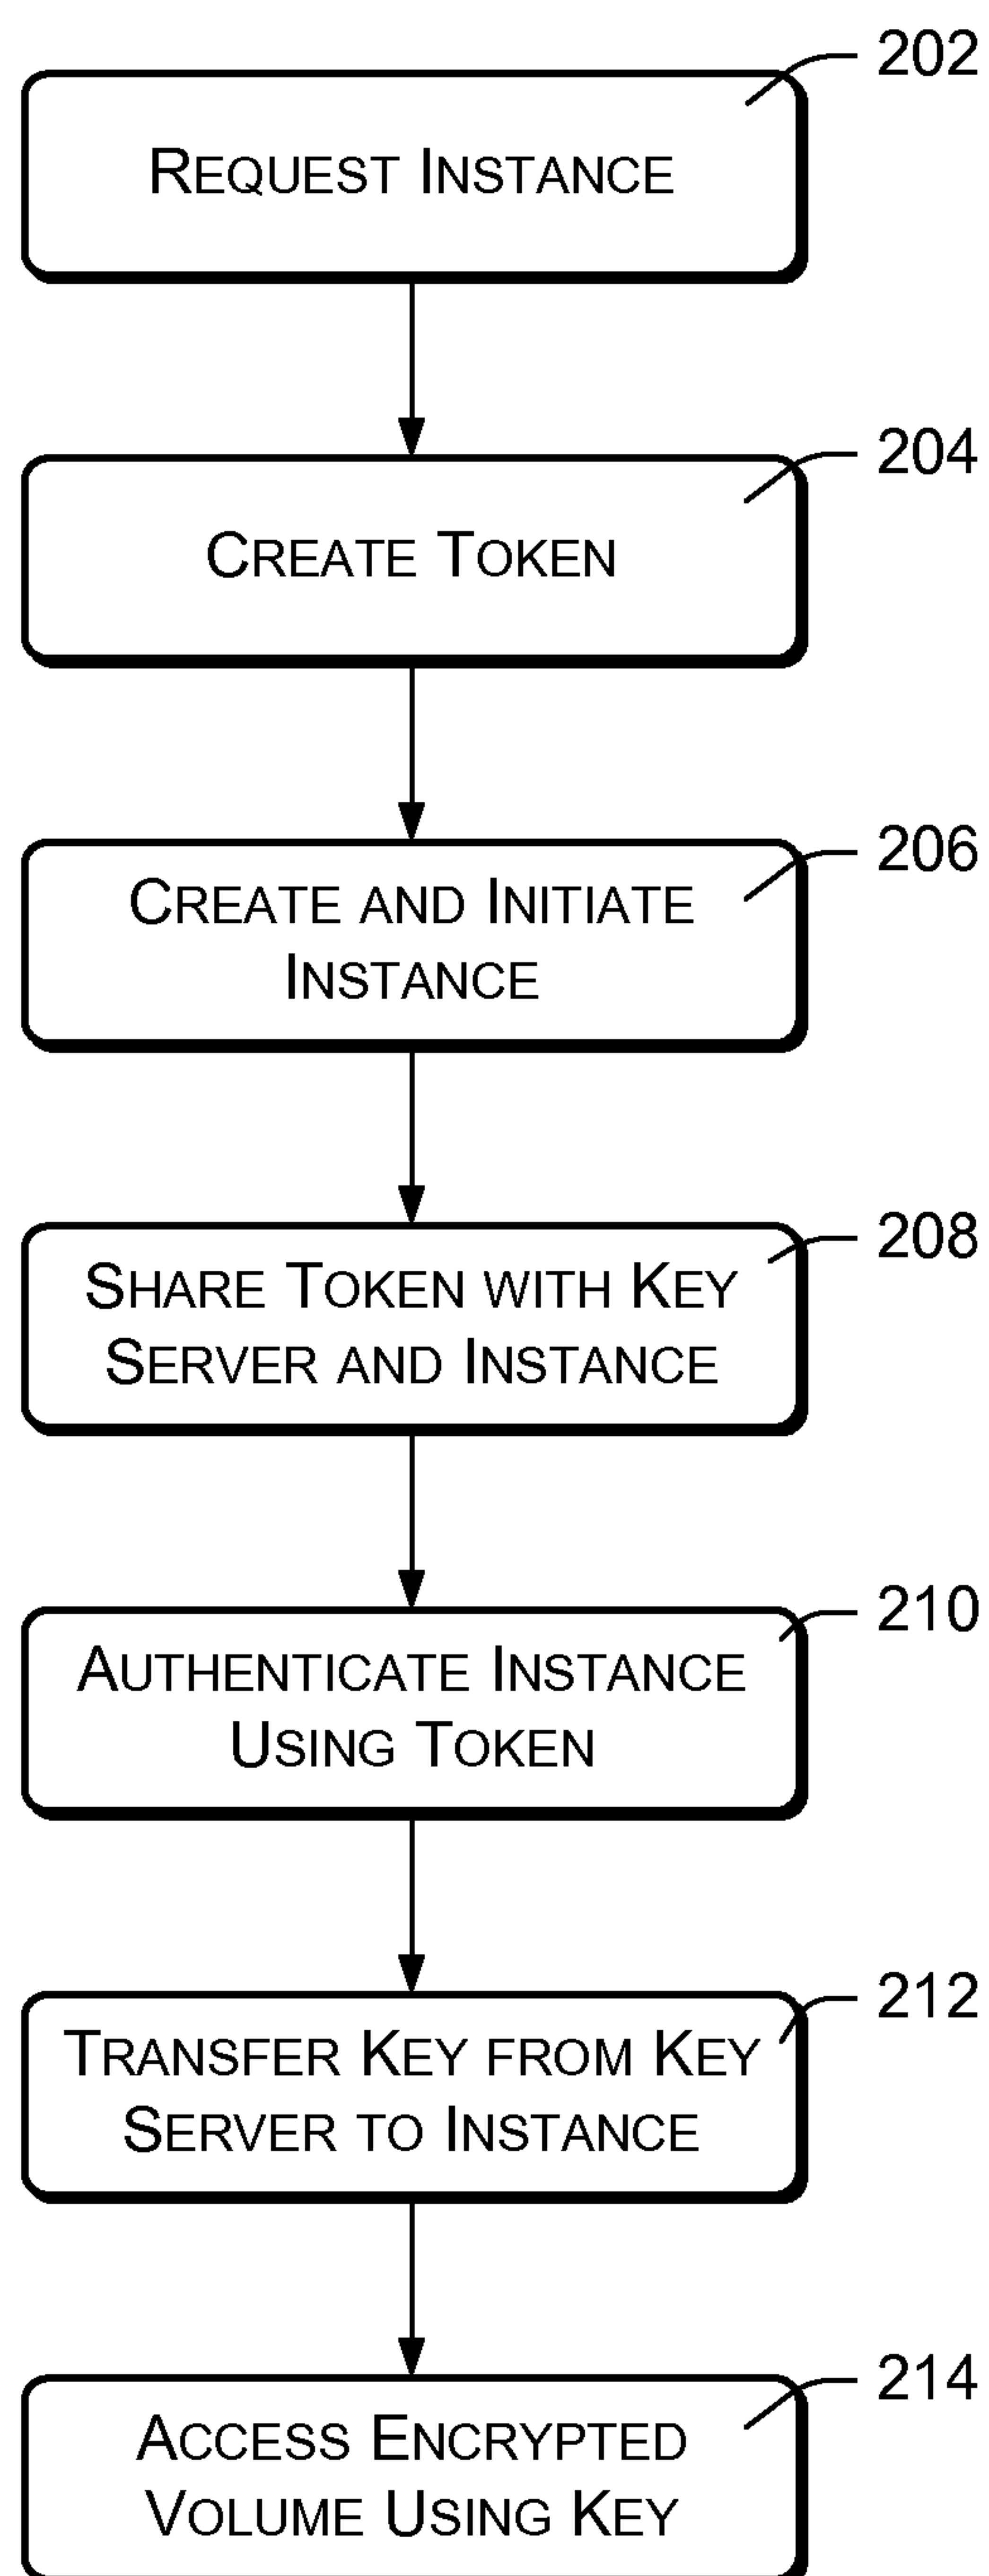 202
REQUEST INSTANCE
204
CREATE TOKEN
206
CREATE AND INITIATE
INSTANCE
208
SHARE TOKEN WITH KEY
SERVER AND INSTANCE
210
AUTHENTICATE INSTANCE
USING TOKEN
212
TRANSFER KEY FROM KEY
SERVER TO INSTANCE
214
ACCESS ENCRYPTED
VOLUME USING KEY